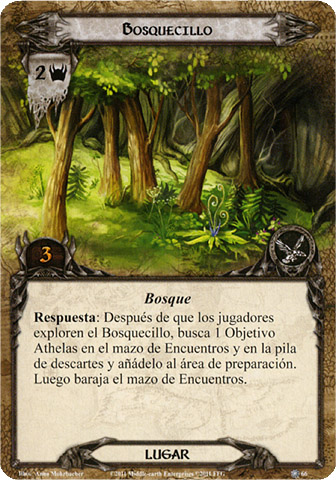 Bosquecillo
2
3
Bosque
Respuesta: Después de que los jugadores
exploren el Bosquecillo, busca 1 Objetivo
Athelas en el mazo de Encuentros y en la pila
de descartes y añádelo al área de preparación.
Luego baraja el mazo de Encuentros.
LUGAR
©2011 Middle-earth Enterprises ©2011 FFG
66